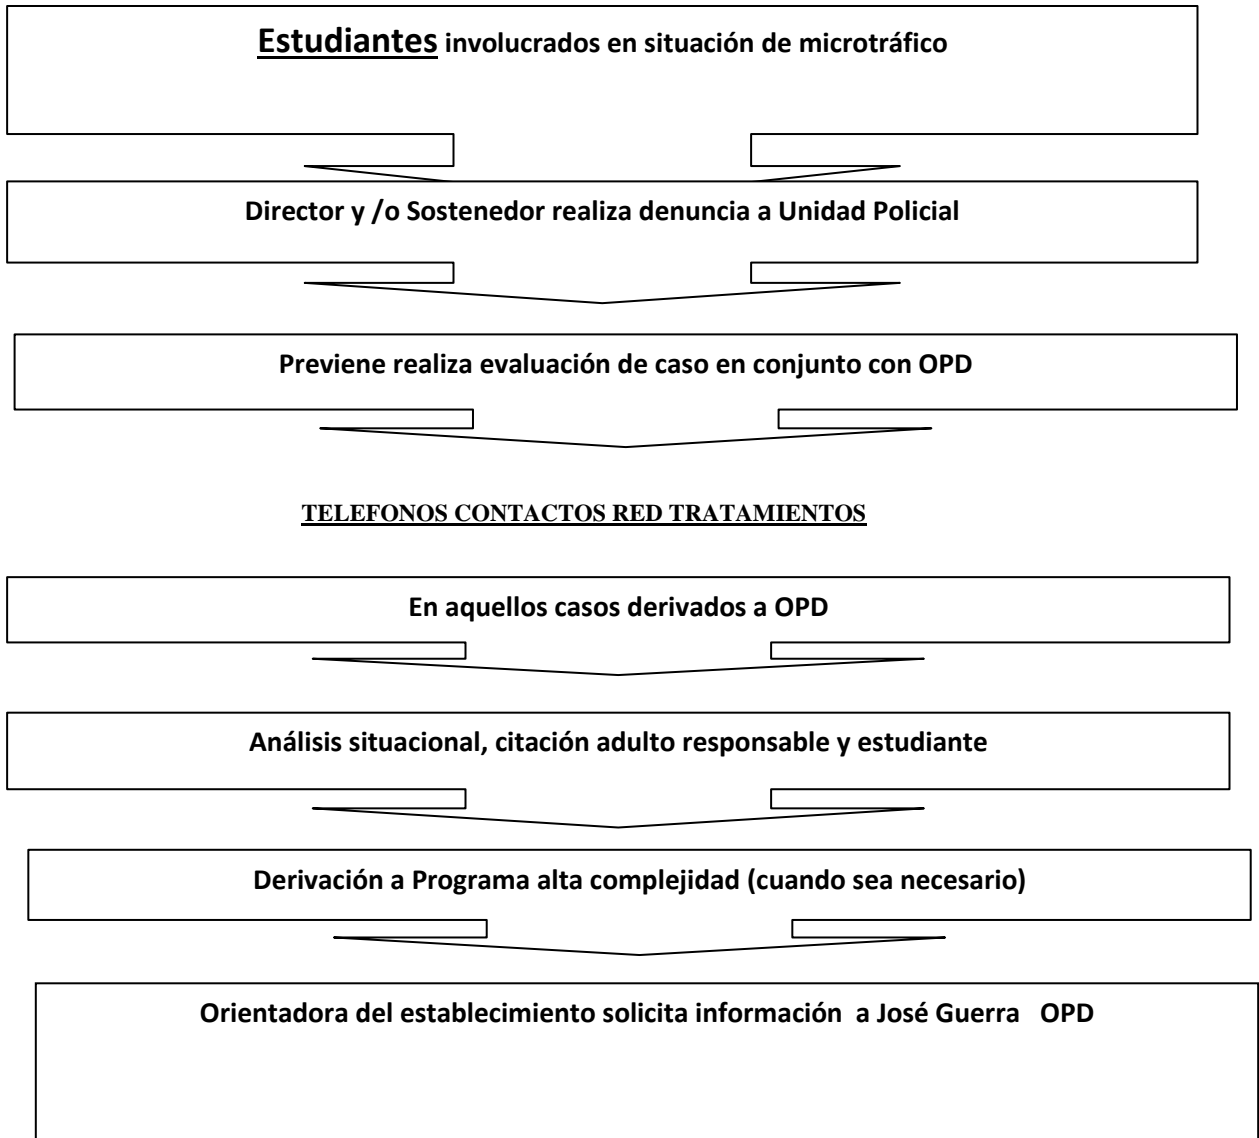 Estudiantes involucrados en situación de microtráfico
Director y /o Sostenedor realiza denuncia a Unidad Policial
Previene realiza evaluación de caso en conjunto con OPD
TELEFONOS CONTACTOS RED TRATAMIENTOS
En aquellos casos derivados a OPD
Análisis situacional, citación adulto responsable y estudiante
Derivación a Programa alta complejidad (cuando sea necesario)
Orientadora del establecimiento solicita información a José Guerra OPD